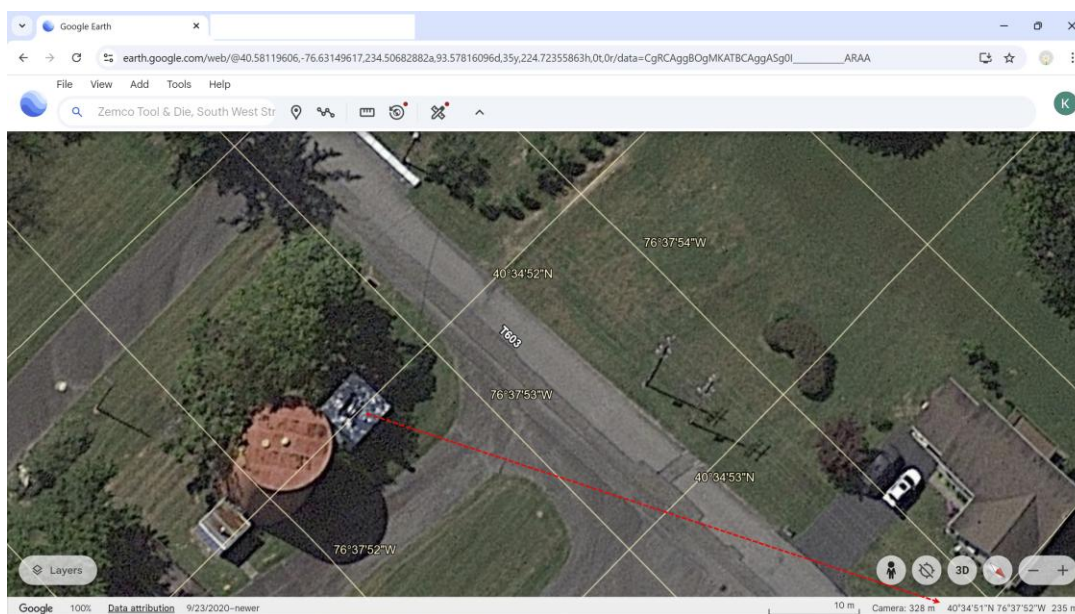 Google Earth
earth.google.com/web/@40.58119606,-76.63149617,234.50682882a,93.57816096d,35y,224.72355863h,0t,0r/data=CgRCAggBOgMKATBCAggASg0I_________ARAA
File View Add Tools Help
Zemco Tool & Die, South West Str
K
76°37'54"W
40°34'52"N
T603
76°37'53"W
40°34'53"N
76°37'52"W
Layers
3D
Google 100% Data attribution 9/23/2020-newer 10 m Camera: 328 m 40°34'51"N 76°37'52"W 235 m